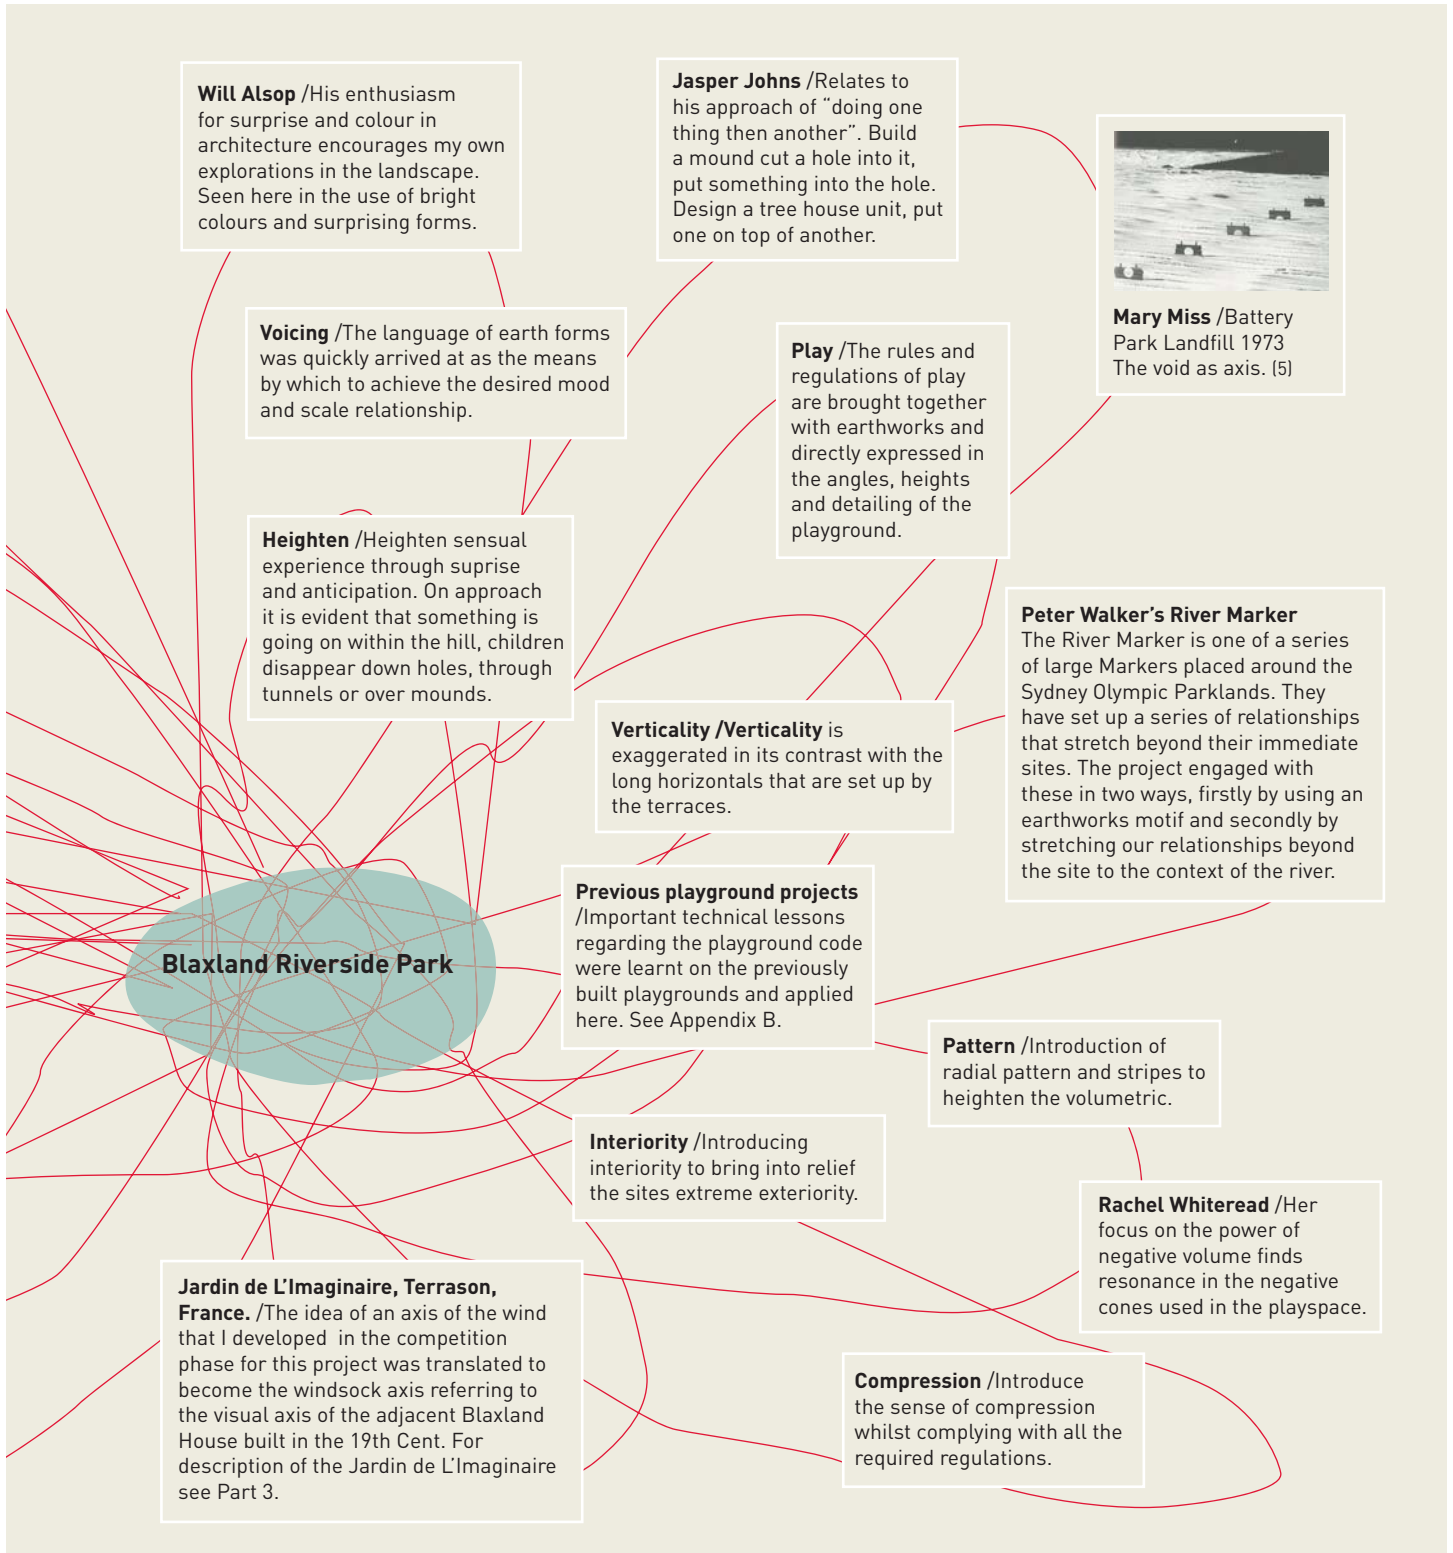 Will Alsop /His enthusiasm
for surprise and colour in
architecture encourages my own
explorations in the landscape.
Seen here in the use of bright
colours and surprising forms.
Jasper Johns /Relates to
his approach of “doing one
thing then another”. Build
a mound cut a hole into it,
put something into the hole.
Design a tree house unit, put
one on top of another.
Mary Miss /Battery
Park Landfill 1973
The void as axis. (5)
Voicing /The language of earth forms
was quickly arrived at as the means
by which to achieve the desired mood
and scale relationship.
Play /The rules and
regulations of play
are brought together
with earthworks and
directly expressed in
the angles, heights
and detailing of the
playground.
Heighten /Heighten sensual
experience through suprise
and anticipation. On approach
it is evident that something is
going on within the hill, children
disappear down holes, through
tunnels or over mounds.
Peter Walker’s River Marker
The River Marker is one of a series
of large Markers placed around the
Sydney Olympic Parklands. They
have set up a series of relationships
that stretch beyond their immediate
sites. The project engaged with
these in two ways, firstly by using an
earthworks motif and secondly by
stretching our relationships beyond
the site to the context of the river.
Verticality /Verticality is
exaggerated in its contrast with the
long horizontals that are set up by
the terraces.
Previous playground projects
/Important technical lessons
regarding the playground code
were learnt on the previously
built playgrounds and applied
here. See Appendix B.
Blaxland Riverside Park
Pattern /Introduction of
radial pattern and stripes to
heighten the volumetric.
Interiority /Introducing
interiority to bring into relief
the sites extreme exteriority.
Rachel Whiteread /Her
focus on the power of
negative volume finds
resonance in the negative
cones used in the playspace.
Jardin de L’Imaginaire, Terrason,
France. /The idea of an axis of the wind
that I developed in the competition
phase for this project was translated to
become the windsock axis referring to
the visual axis of the adjacent Blaxland
House built in the 19th Cent. For
description of the Jardin de L’Imaginaire
see Part 3.
Compression /Introduce
the sense of compression
whilst complying with all the
required regulations.